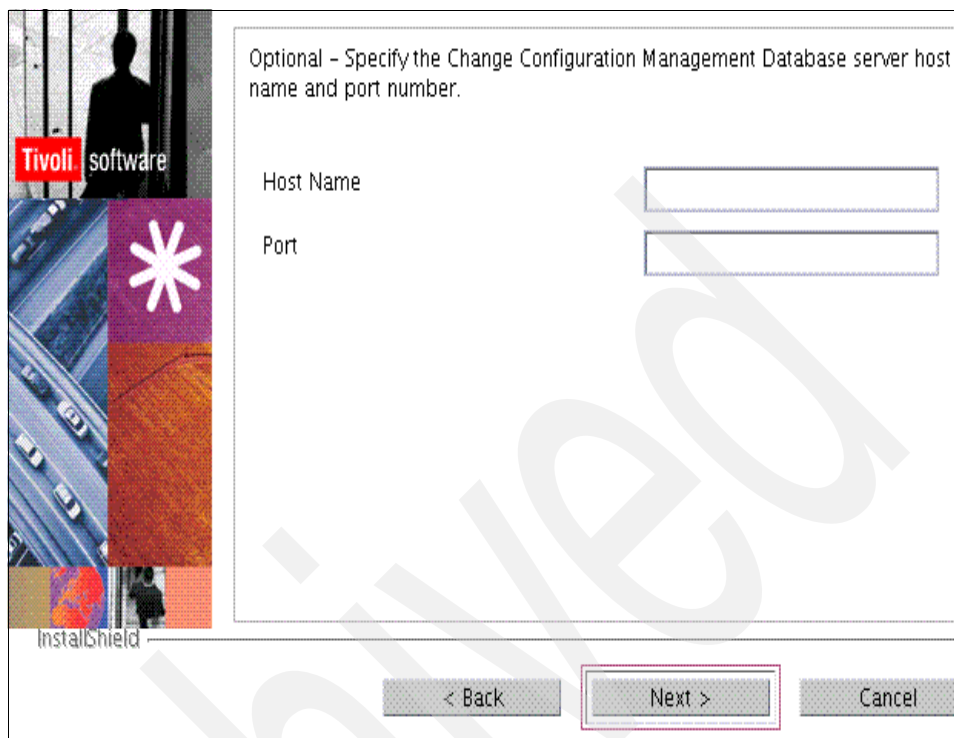 Optional – Specify the Change Configuration Management Database server host
name and port number.
Tivoli. software
Host Name
Port
InstallShield
< Back
Next >
Cancel
hived